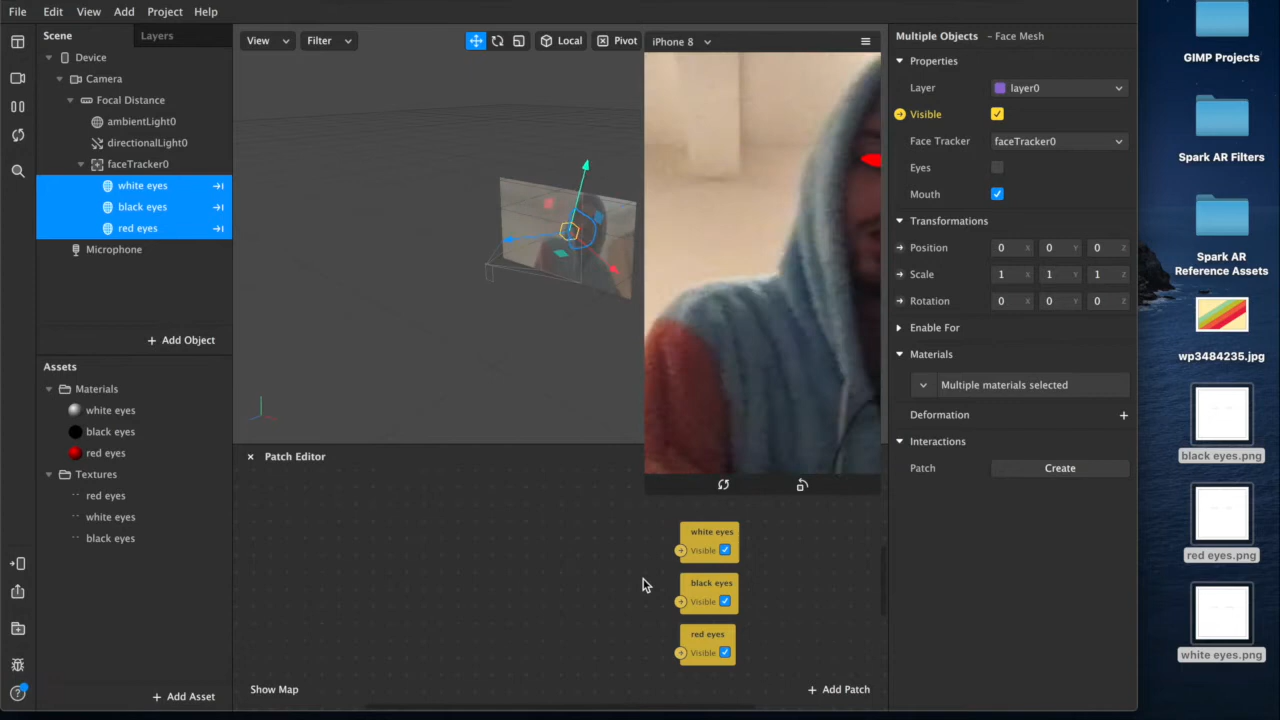 File Edit View Add Project Help
Scene
Layers
Device
Camera
Focal Distance
ambientLight0
directionalLight0
faceTracker0
white eyes
black eyes
red eyes
Microphone
Add Object
Assets
Materials
white eyes
black eyes
red eyes
Textures
red eyes
white eyes
black eyes
Add Asset
View
Filter
Local
Pivot
iPhone 8
Patch Editor
white eyes
Visible
black eyes
Visible
red eyes
Visible
Show Map
Add Patch
Multiple Objects - Face Mesh
Properties
Layer layer0
Visible
Face Tracker faceTracker0
Eyes
Mouth
Transformations
Position 0 X 0 Y 0 Z
Scale 1 X 1 Y 1 Z
Rotation 0 X 0 Y 0 Z
Enable For
Materials
Multiple materials selected
Deformation
Interactions
Patch Create
GIMP Projects
Spark AR Filters
Spark AR
Reference Assets
wp3484235.jpg
black eyes.png
red eyes.png
white eyes.png